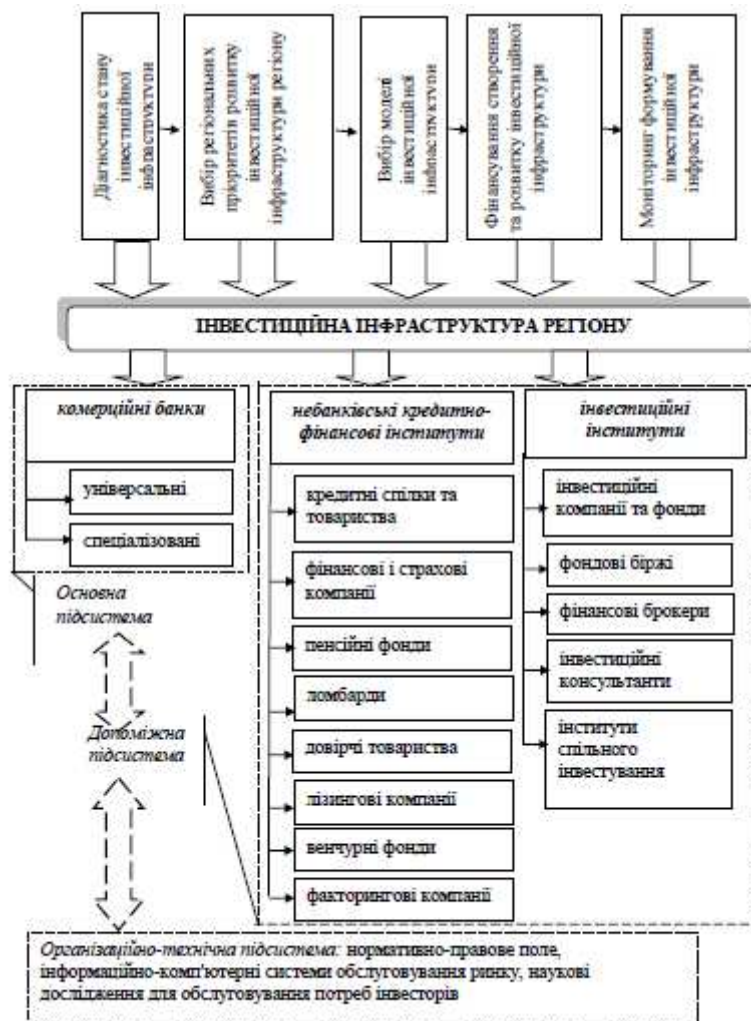 Діагностика стану
інвестиційної
інфраструктури
Вибір регіональних
пріоритетів розвитку
інвестиційної
інфраструктури регіону
Вибір моделі
інвестиційної
інфраструктури
Фінансування створення
та розвитку інвестиційної
інфраструктури
Моніторинг формування
інвестиційної
інфраструктури
ІНВЕСТИЦІЙНА ІНФРАСТРУКТУРА РЕГІОНУ
комерційні банки
універсальні
спеціалізовані
Основна
підсистема
Допоміжна
підсистема
небанківські кредитно-
фінансові інститути
кредитні спілки та
товариства
фінансові і страхові
компанії
пенсійні фонди
ломбарди
довірчі товариства
лізингові компанії
венчурні фонди
факторингові компанії
інвестиційні
інститути
інвестиційні
компанії та фонди
фондові біржі
фінансові брокери
інвестиційні
консультанти
інститути
спільного
інвестування
Організаційно-технічна підсистема: нормативно-правове поле,
інформаційно-комп'ютерні системи обслуговування ринку, наукові
дослідження для обслуговування потреб інвесторів